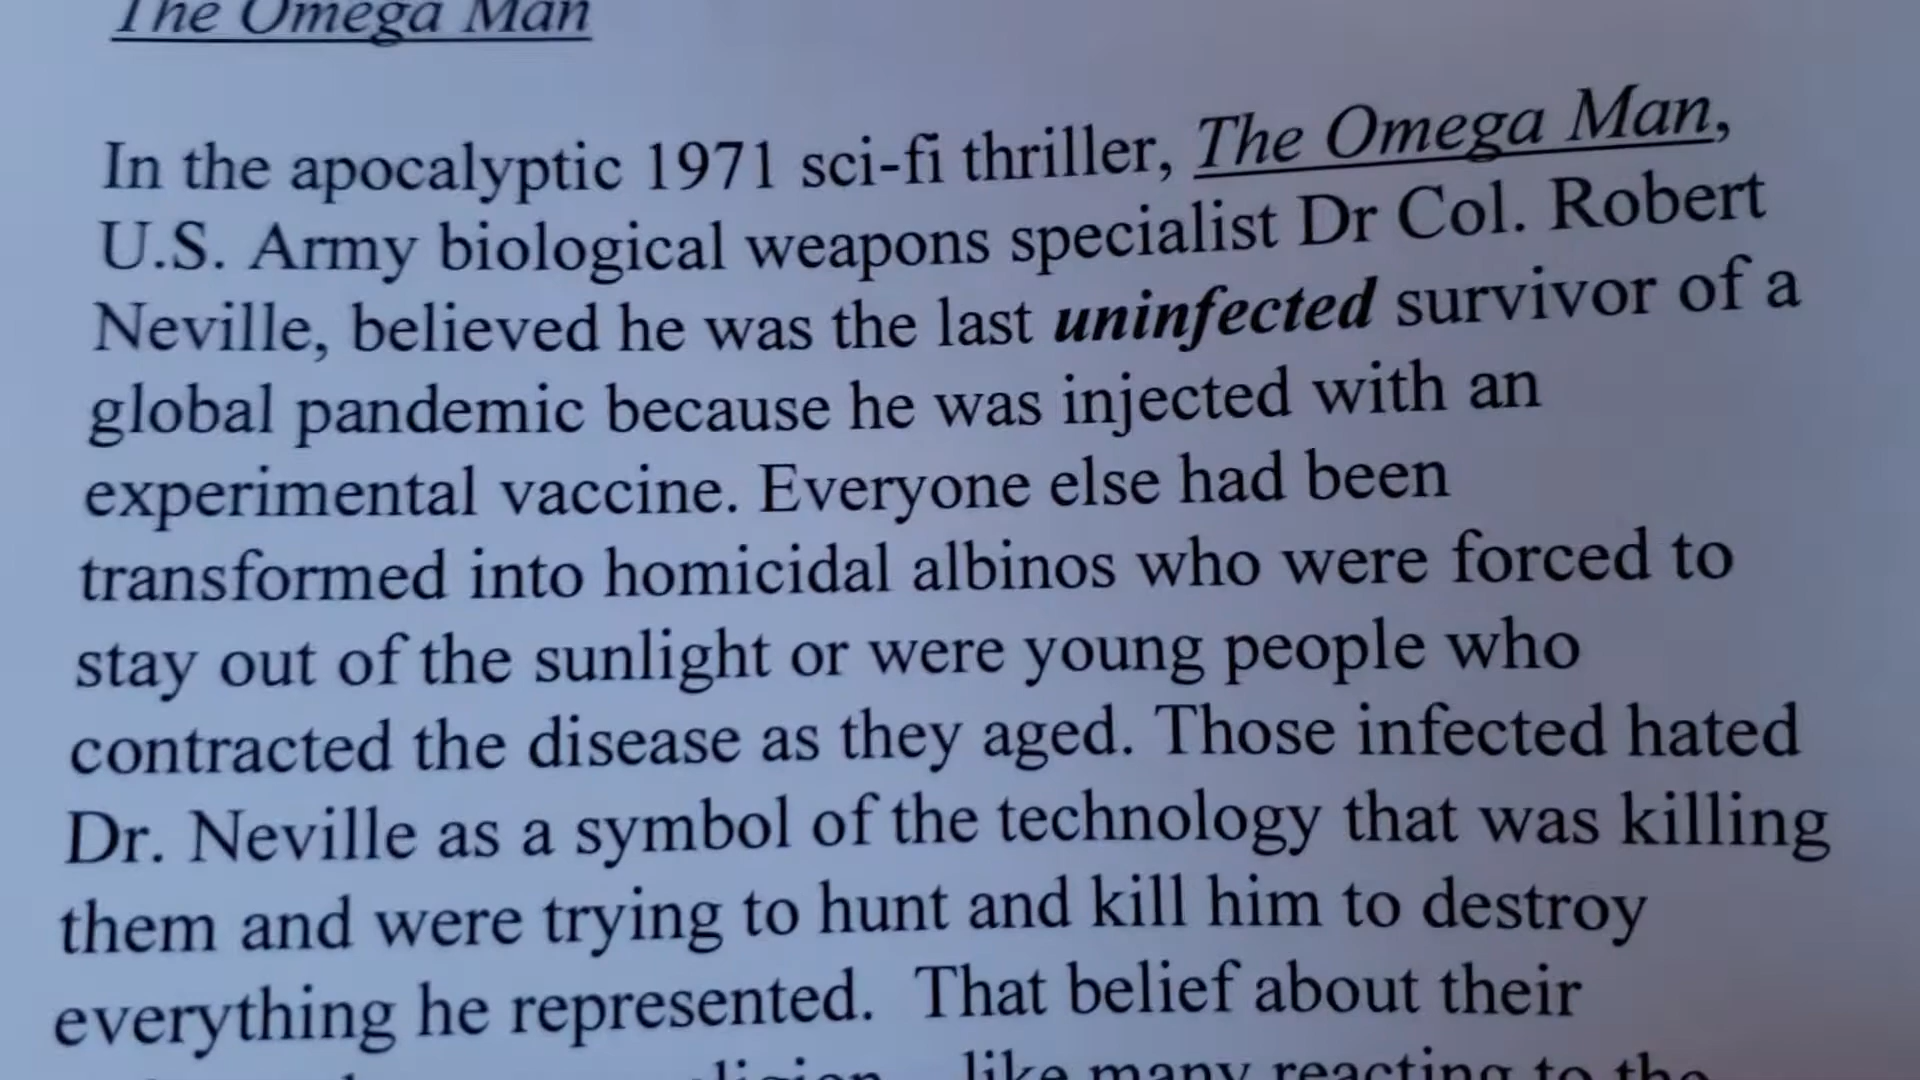 The Omega Man
In the apocalyptic 1971 sci-fi thriller, The Omega Man,
U.S. Army biological weapons specialist Dr Col. Robert
Neville, believed he was the last uninfected survivor of a
global pandemic because he was injected with an
experimental vaccine. Everyone else had been
transformed into homicidal albinos who were forced to
stay out of the sunlight or were young people who
contracted the disease as they aged. Those infected hated
Dr. Neville as a symbol of the technology that was killing
them and were trying to hunt and kill him to destroy
everything he represented.  That belief about their
like many reacting to the